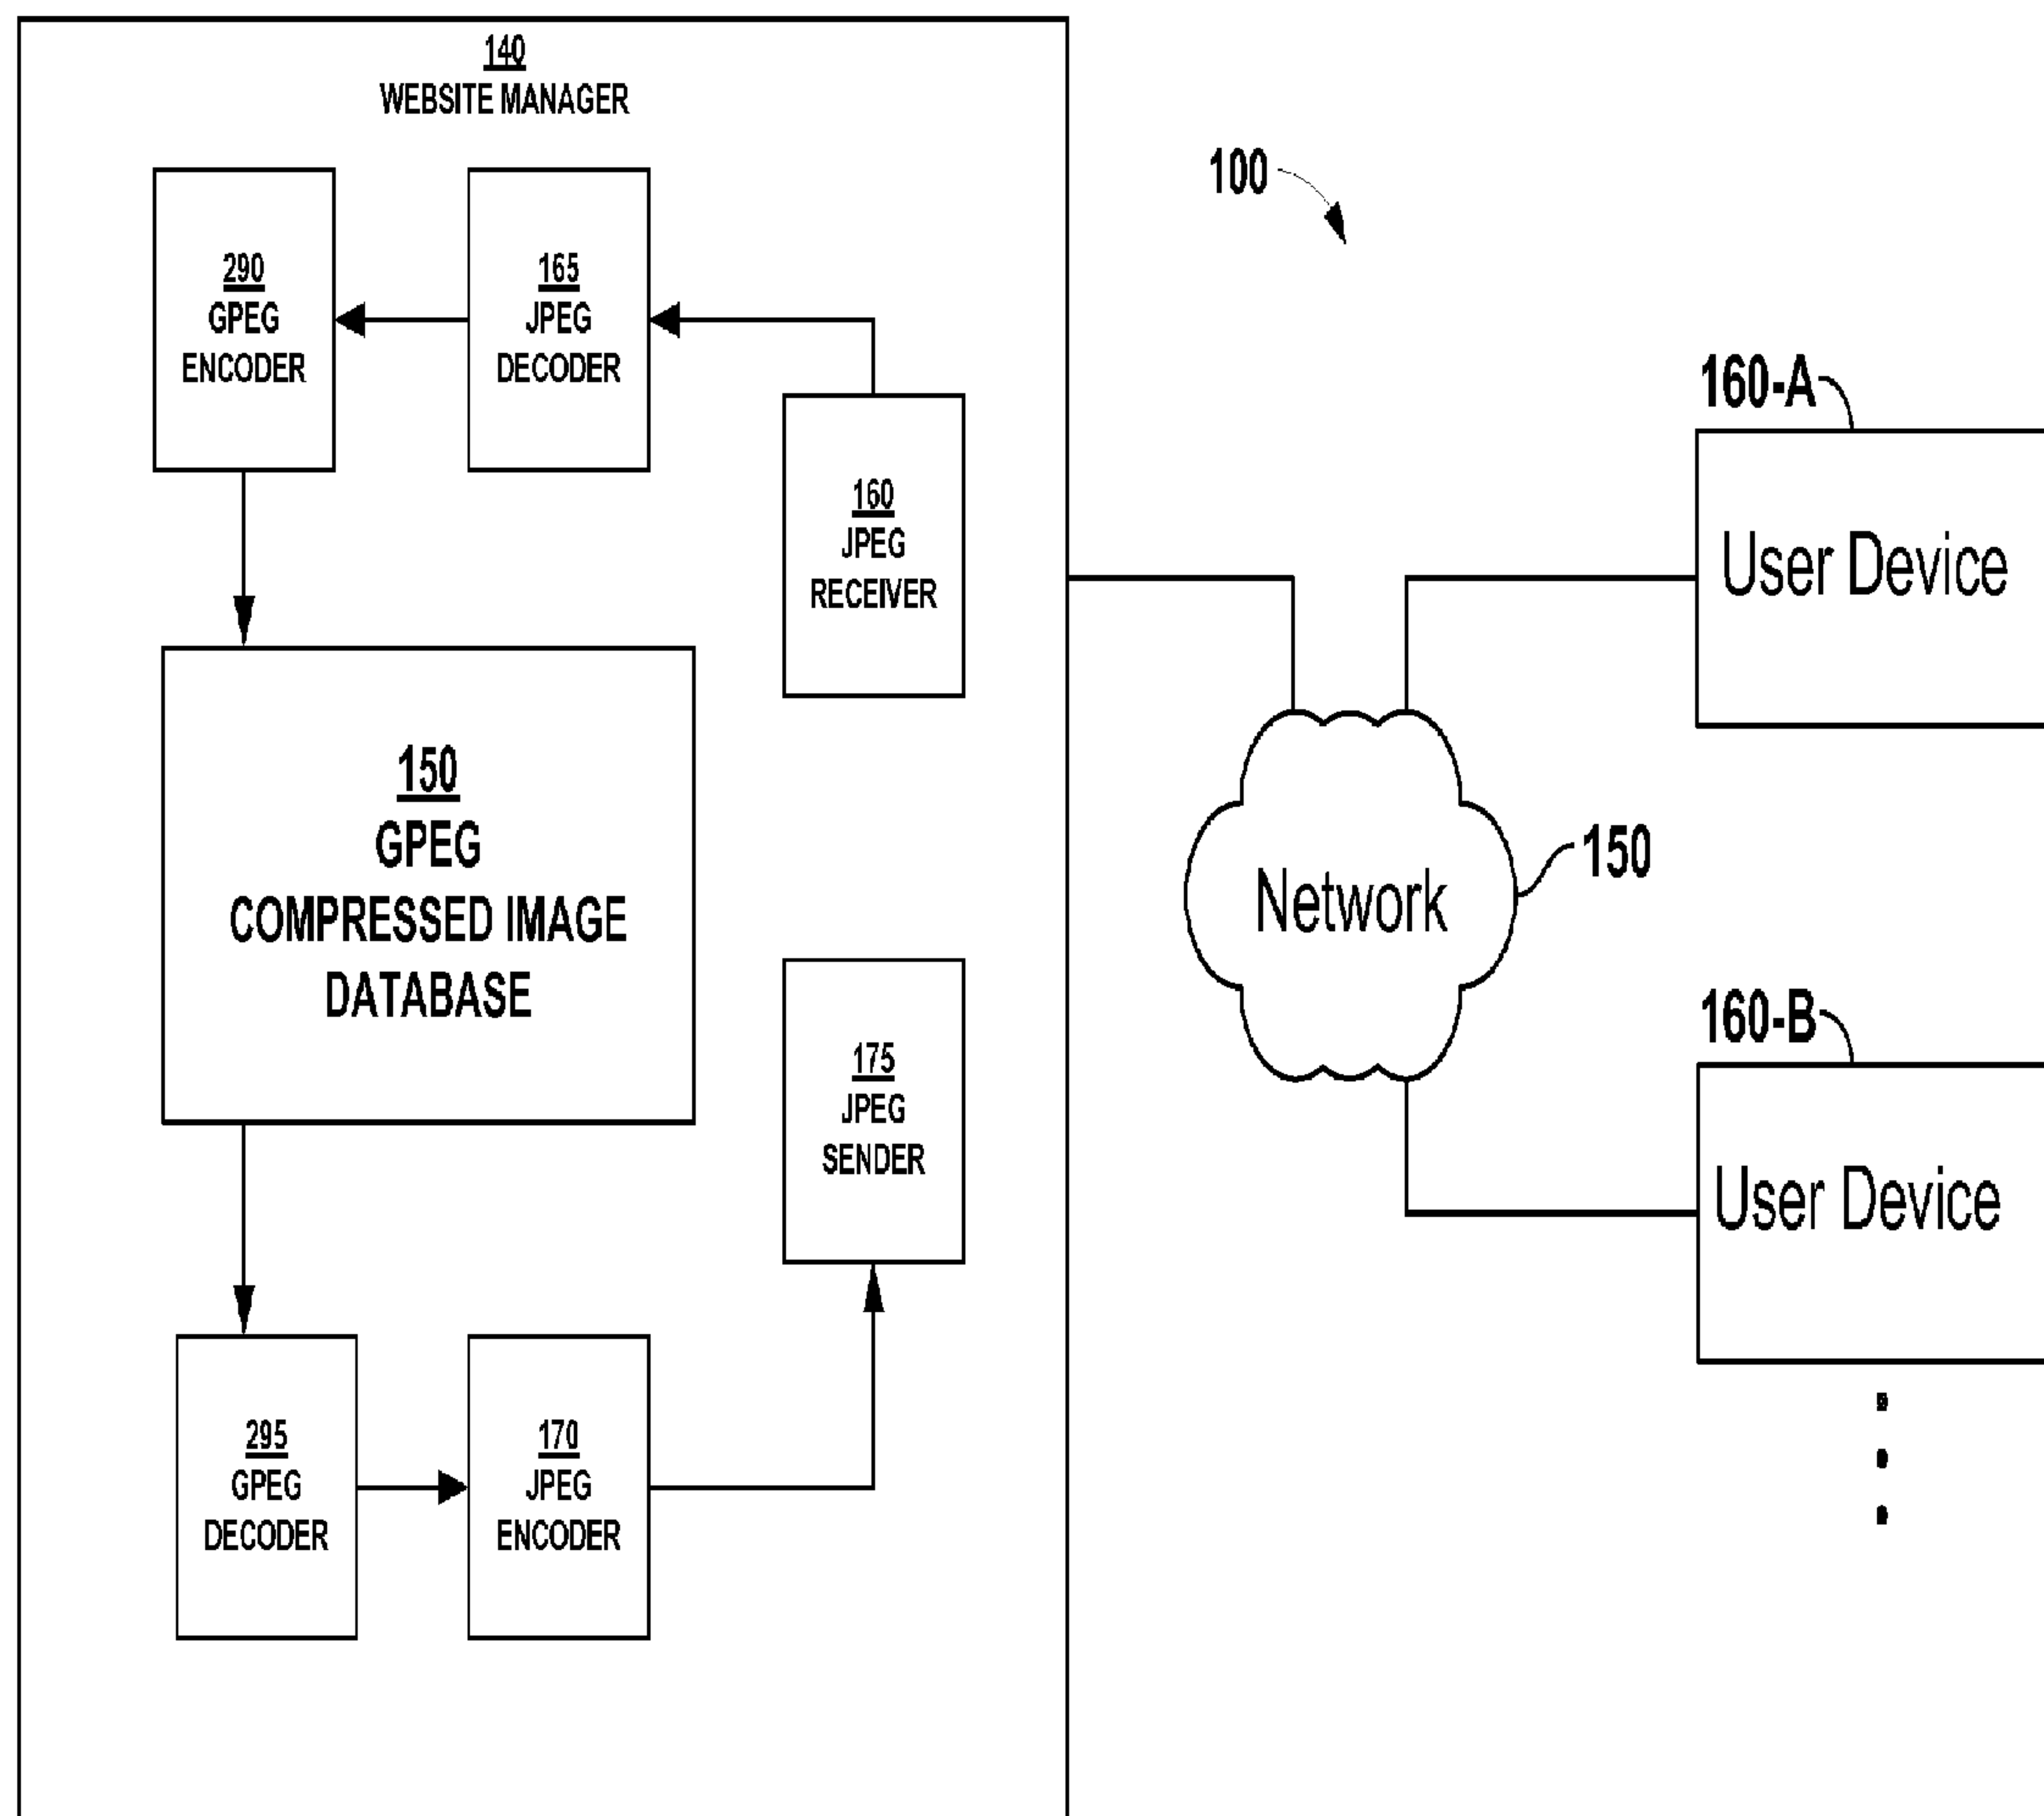 140
WEBSITE MANAGER
290
GPEG
ENCODER
165
JPEG
DECODER
160
JPEG
RECEIVER
150
GPEG
COMPRESSED IMAGE
DATABASE
175
JPEG
SENDER
295
GPEG
DECODER
170
JPEG
ENCODER
100
160-A
User Device
Network
150
160-B
User Device